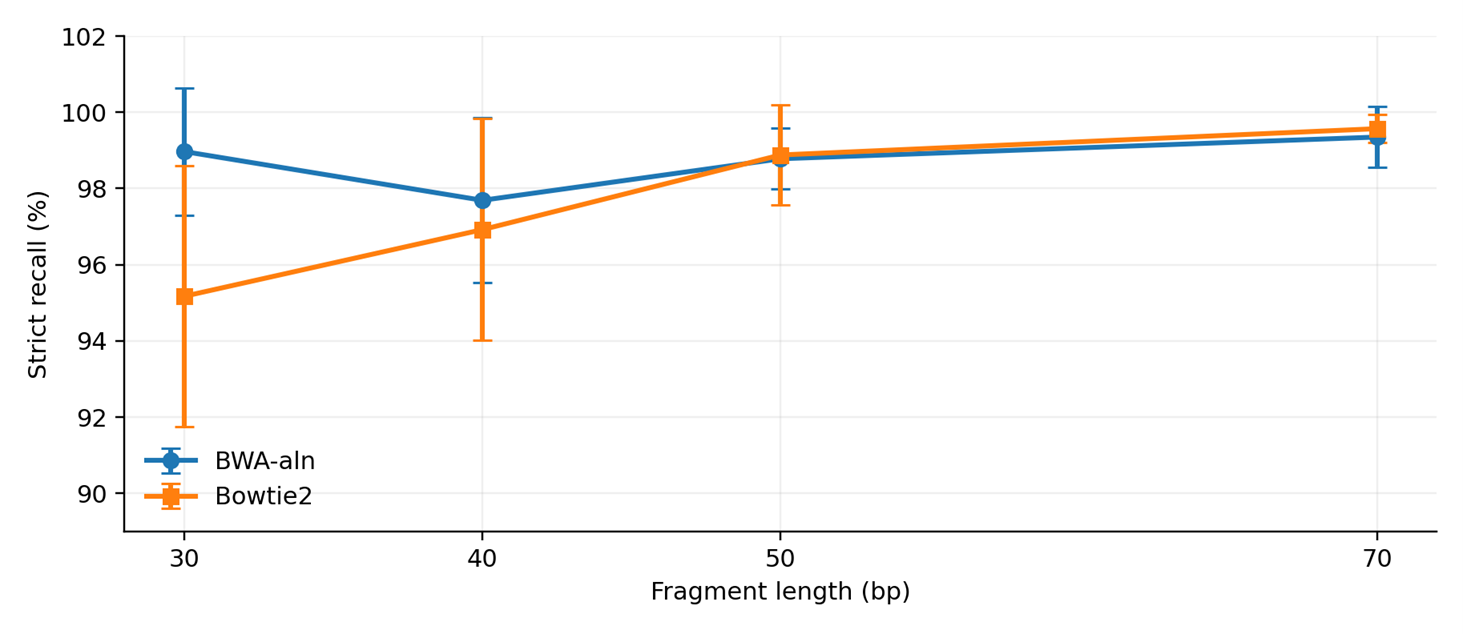 102
100
98
96
94
92
90
Strict recall (%)
BWA-aln
Bowtie2
30 40 50 70
Fragment length (bp)